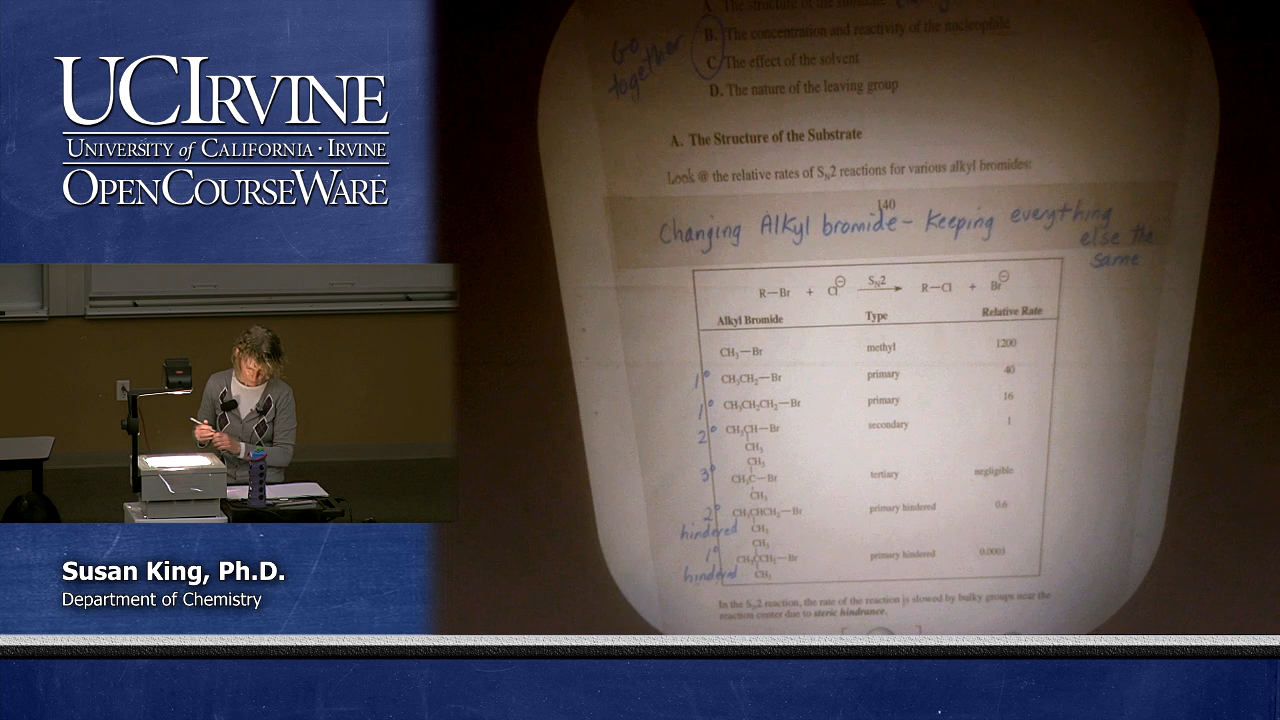 UCIRVINE
UNIVERSITY of CALIFORNIA · IRVINE
OPENCOURSEWARE
Susan King, Ph.D.
Department of Chemistry
A. The structure of the substrate
Go together
B. The concentration and reactivity of the nucleophile
C. The effect of the solvent
D. The nature of the leaving group
A. The Structure of the Substrate
Look @ the relative rates of SN2 reactions for various alkyl bromides:
-140
Changing Alkyl bromide - Keeping everything
else the
same
R—Br + Cl⊖ SN2 → R—Cl + Br⊖
Alkyl Bromide Type Relative Rate
CH₃—Br methyl 1200
1° CH₃CH₂—Br primary 40
1° CH₃CH₂CH₂—Br primary 16
2° CH₃CH—Br secondary 1
CH₃
CH₃
3° CH₃C—Br tertiary negligible
CH₃
2° CH₃CHCH₂—Br primary hindered 0.6
hindered CH₃
CH₃
1° CH₃CCH₂—Br primary hindered 0.0003
hindered CH₃
In the SN2 reaction, the rate of the reaction is slowed by bulky groups near the
reaction center due to steric hindrance.